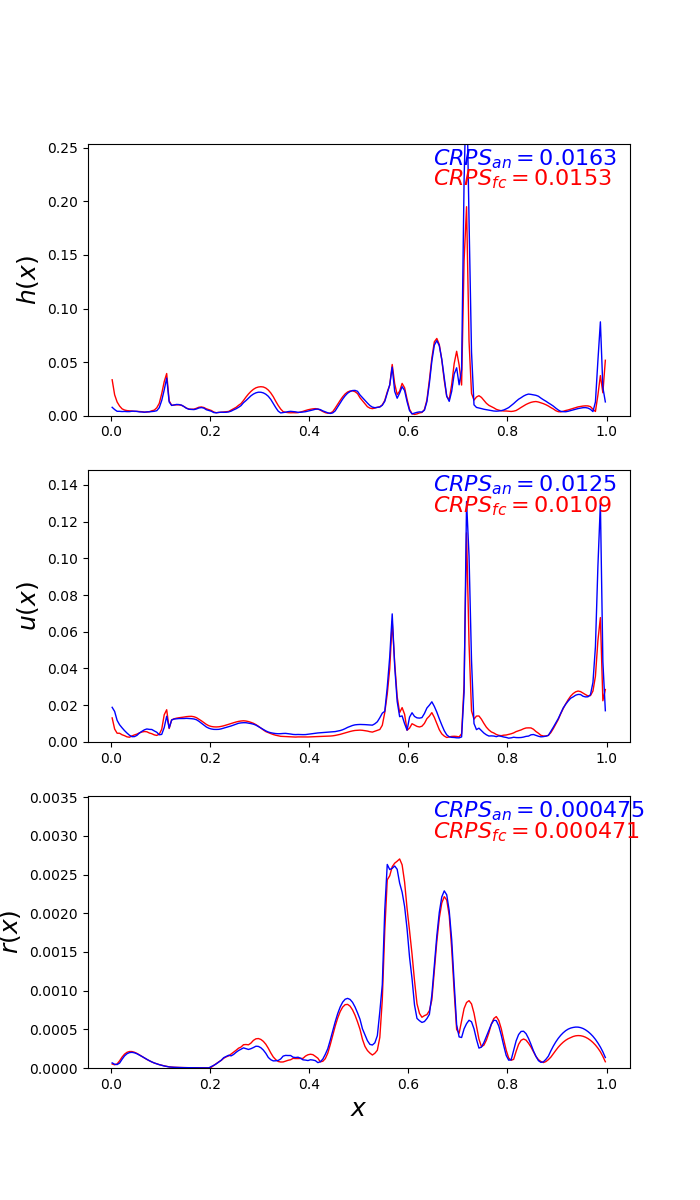 CRPS_an = 0.0163
CRPS_fc = 0.0153
0.25
0.20
0.15
0.10
0.05
0.00
h(x)
0.0 0.2 0.4 0.6 0.8 1.0
CRPS_an = 0.0125
CRPS_fc = 0.0109
0.14
0.12
0.10
0.08
0.06
0.04
0.02
0.00
u(x)
0.0 0.2 0.4 0.6 0.8 1.0
CRPS_an = 0.000475
CRPS_fc = 0.000471
0.0035
0.0030
0.0025
0.0020
0.0015
0.0010
0.0005
0.0000
r(x)
0.0 0.2 0.4 0.6 0.8 1.0
x